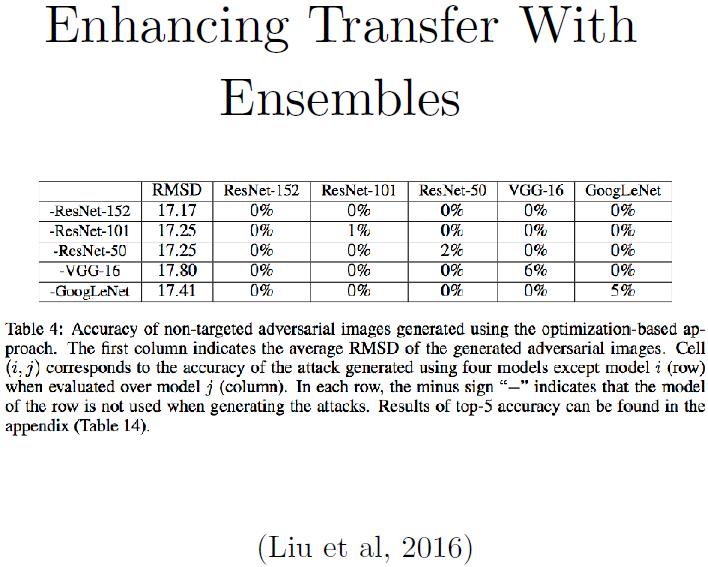 Enhancing Transfer With
Ensembles
RMSD ResNet-152 ResNet-101 ResNet-50 VGG-16 GoogLeNet
-ResNet-152 17.17 0% 0% 0% 0% 0%
-ResNet-101 17.25 0% 1% 0% 0% 0%
-ResNet-50 17.25 0% 0% 2% 0% 0%
-VGG-16 17.80 0% 0% 0% 6% 0%
-GoogLeNet 17.41 0% 0% 0% 0% 5%
Table 4: Accuracy of non-targeted adversarial images generated using the optimization-based ap-
proach. The first column indicates the average RMSD of the generated adversarial images. Cell
(i, j) corresponds to the accuracy of the attack generated using four models except model i (row)
when evaluated over model j (column). In each row, the minus sign “−” indicates that the model
of the row is not used when generating the attacks. Results of top-5 accuracy can be found in the
appendix (Table 14).
(Liu et al, 2016)